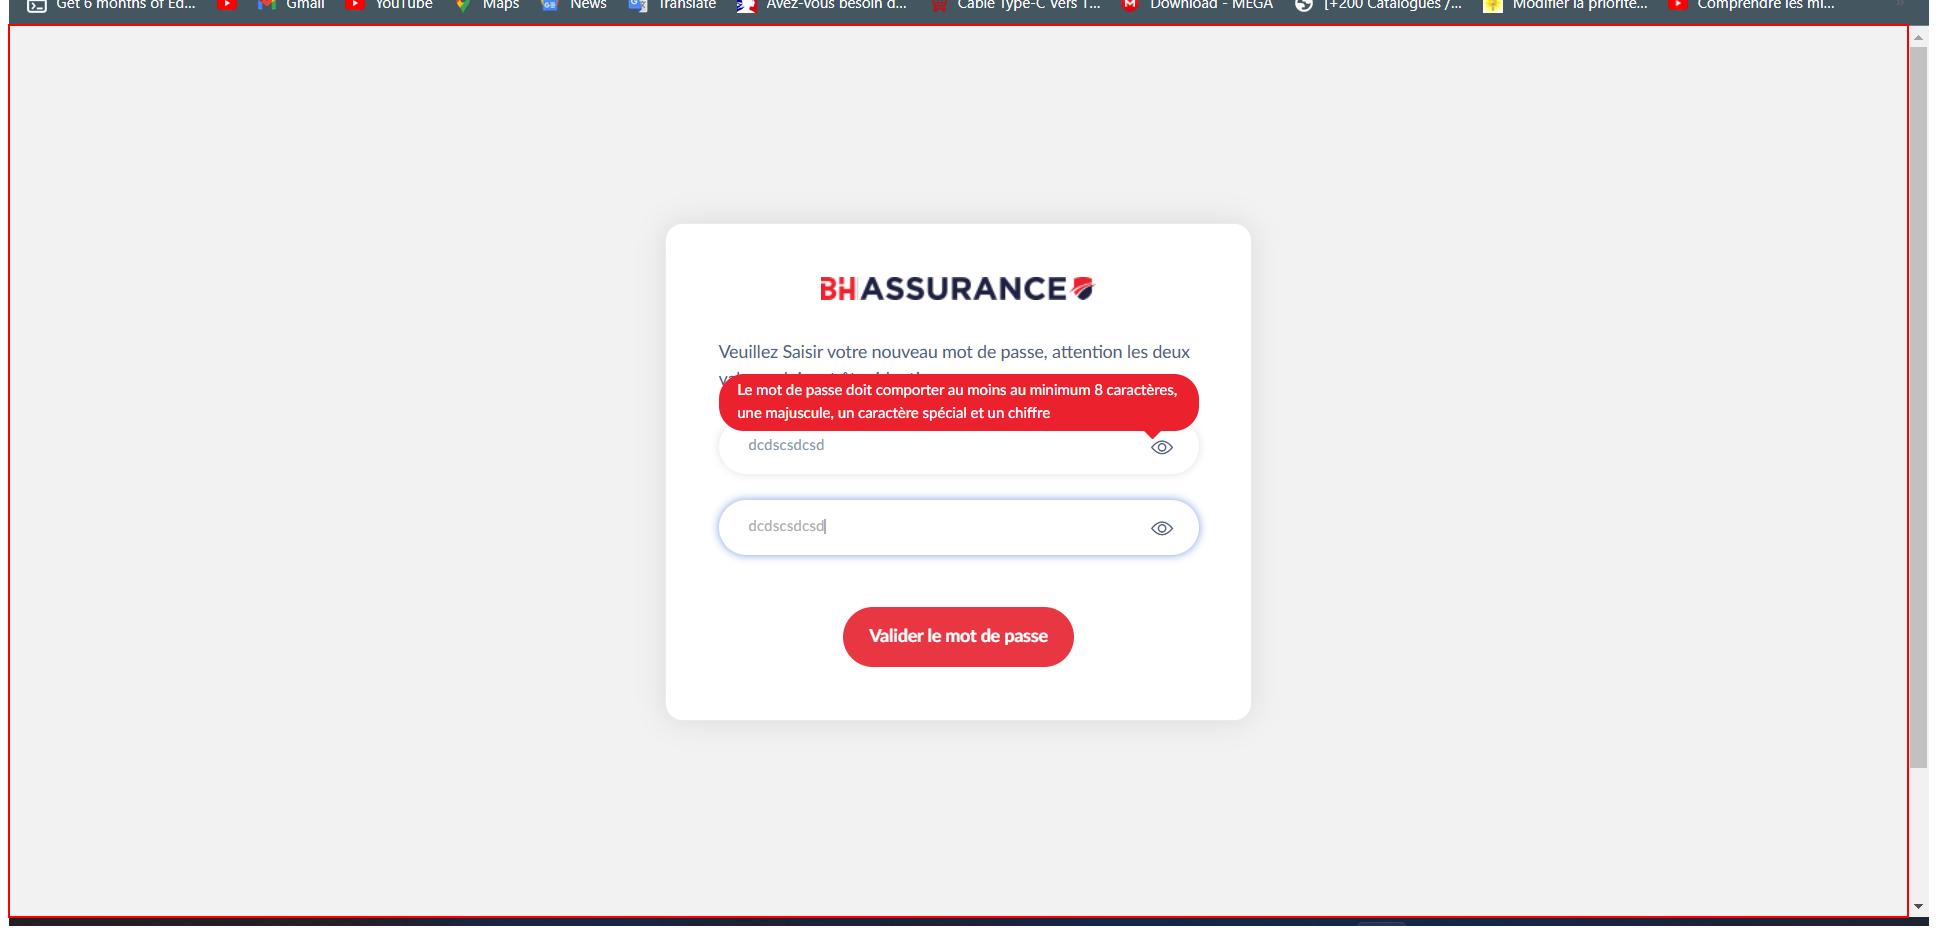 Get 6 months of Ed... Gmail YouTube Maps News Translate Avez-vous besoin d... Cable Type-C Vers T... Download - MEGA [+200 Catalogues /... Modifier la priorité... Comprendre les mi...
BH ASSURANCE
Veuillez Saisir votre nouveau mot de passe, attention les deux
Le mot de passe doit comporter au moins au minimum 8 caractères,
une majuscule, un caractère spécial et un chiffre
dcdscsdcsd
dcdscsdcsd
Valider le mot de passe